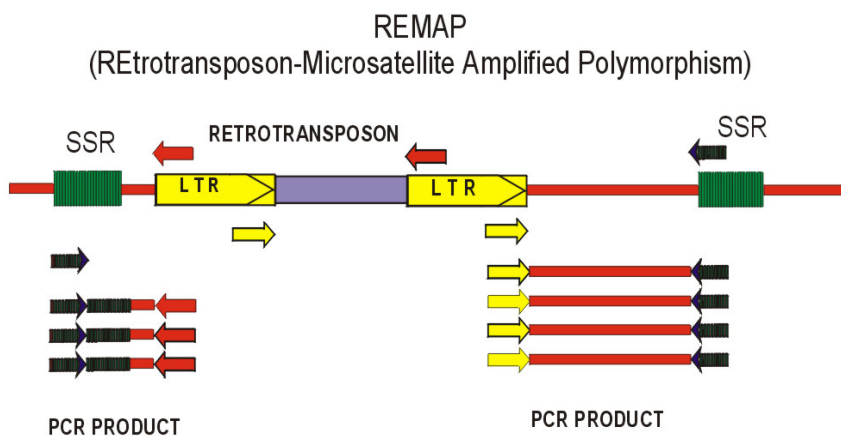 REMAP
(REtrotransposon-Microsatellite Amplified Polymorphism)
SSR
RETROTRANSPOSON
SSR
LTR
LTR
PCR PRODUCT
PCR PRODUCT